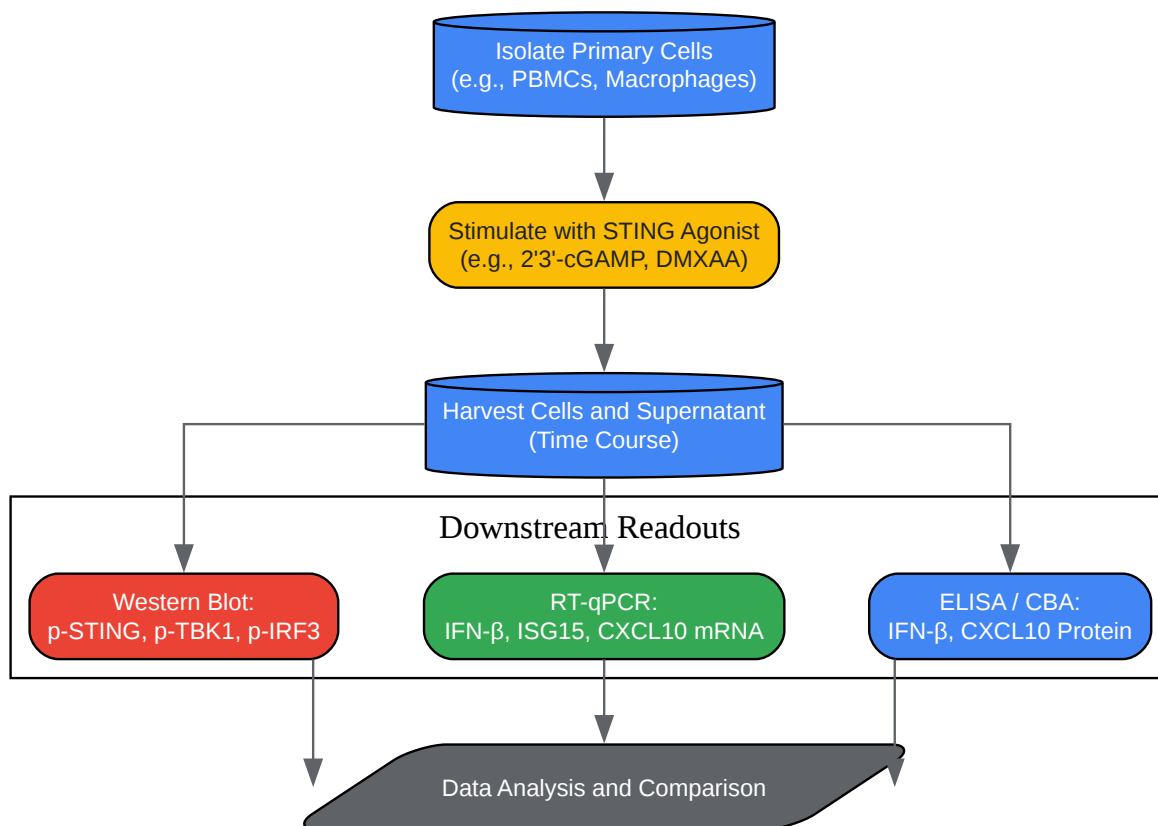 Isolate Primary Cells
(e.g., PBMCs, Macrophages)
Stimulate with STING Agonist
(e.g., 2'3'-cGAMP, DMXAA)
Harvest Cells and Supernatant
(Time Course)
Downstream Readouts
Western Blot:
p-STING, p-TBK1, p-IRF3
RT-qPCR:
IFN-β, ISG15, CXCL10 mRNA
ELISA / CBA:
IFN-β, CXCL10 Protein
Data Analysis and Comparison